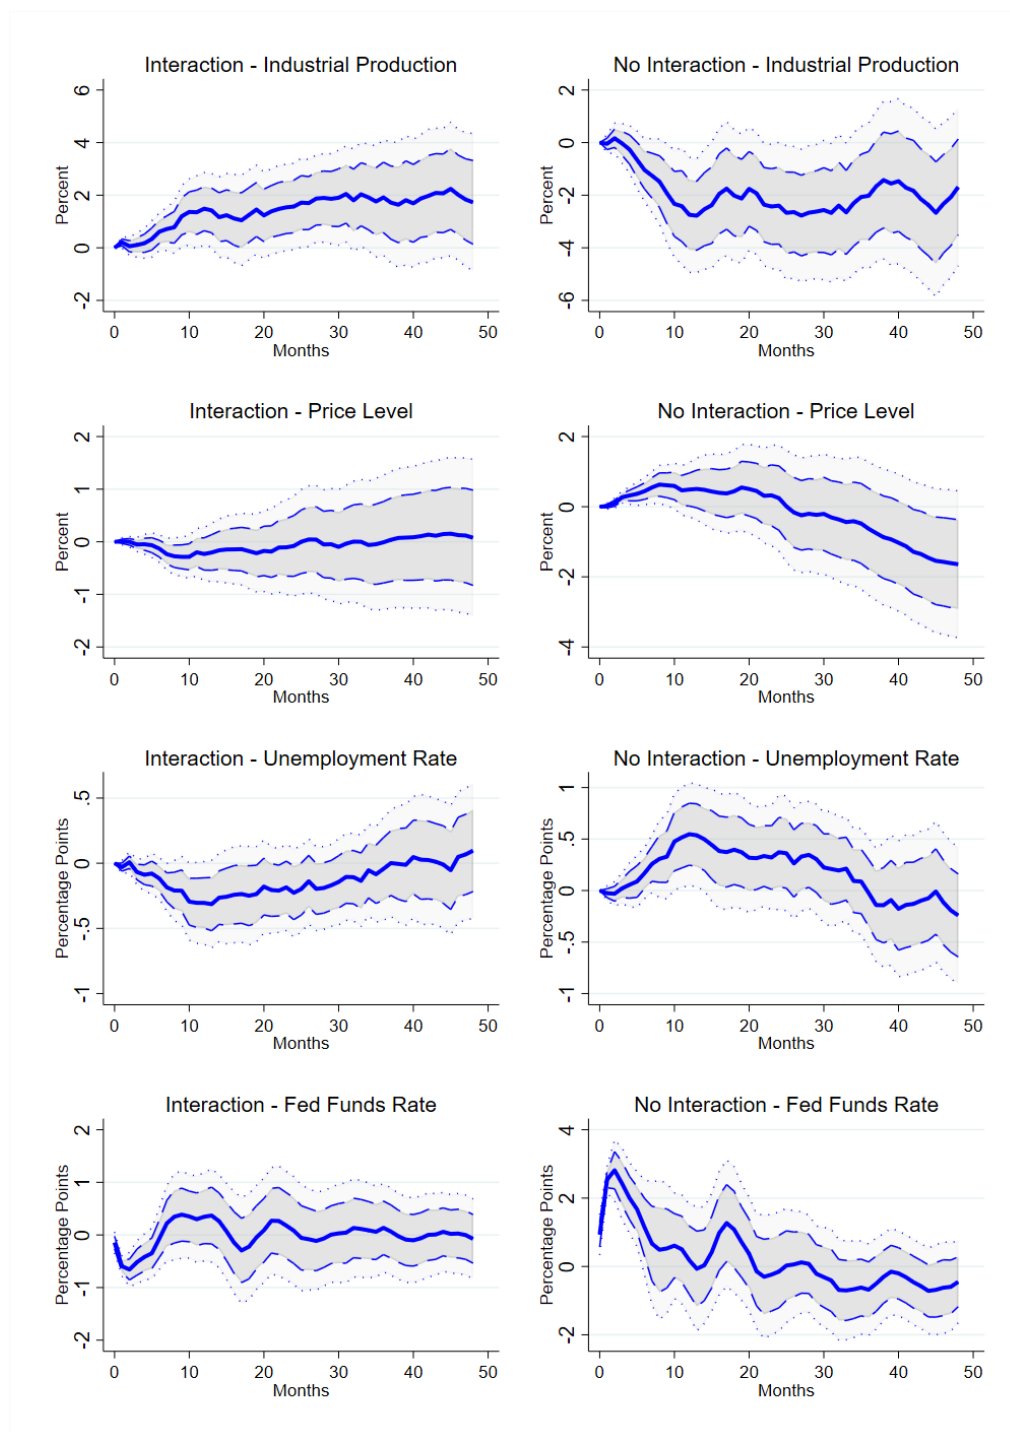 Interaction - Industrial Production
Percent
6
4
2
0
-2
0 10 20 30 40 50
Months
No Interaction - Industrial Production
Percent
2
0
-2
-4
-6
0 10 20 30 40 50
Months
Interaction - Price Level
Percent
2
1
0
-1
-2
0 10 20 30 40 50
Months
No Interaction - Price Level
Percent
2
0
-2
-4
0 10 20 30 40 50
Months
Interaction - Unemployment Rate
Percentage Points
.5
0
-.5
-1
0 10 20 30 40 50
Months
No Interaction - Unemployment Rate
Percentage Points
1
.5
0
-.5
-1
0 10 20 30 40 50
Months
Interaction - Fed Funds Rate
Percentage Points
2
1
0
-1
-2
0 10 20 30 40 50
Months
No Interaction - Fed Funds Rate
Percentage Points
4
2
0
-2
0 10 20 30 40 50
Months